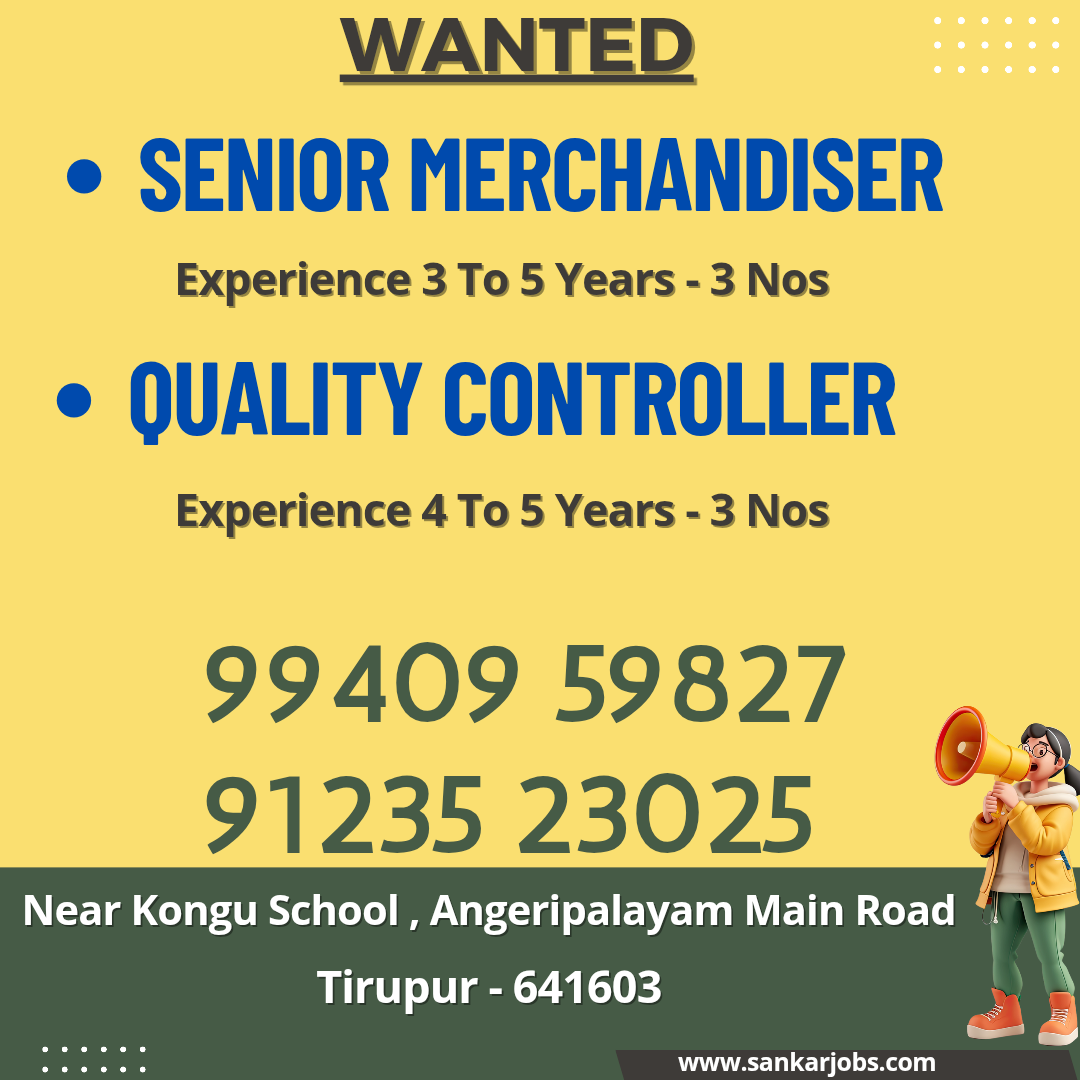 WANTED
• SENIOR MERCHANDISER
Experience 3 To 5 Years - 3 Nos
• QUALITY CONTROLLER
Experience 4 To 5 Years - 3 Nos
99409 59827
91235 23025
Near Kongu School , Angeripalayam Main Road
Tirupur - 641603
www.sankarjobs.com